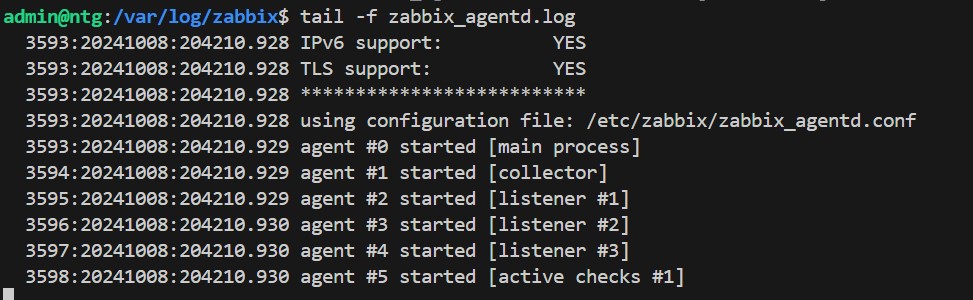 admin@ntg:/var/log/zabbix$ tail -f zabbix_agentd.log
3593:20241008:204210.928 IPv6 support:          YES
3593:20241008:204210.928 TLS support:           YES
3593:20241008:204210.928 **************************
3593:20241008:204210.928 using configuration file: /etc/zabbix/zabbix_agentd.conf
3593:20241008:204210.929 agent #0 started [main process]
3594:20241008:204210.929 agent #1 started [collector]
3595:20241008:204210.929 agent #2 started [listener #1]
3596:20241008:204210.930 agent #3 started [listener #2]
3597:20241008:204210.930 agent #4 started [listener #3]
3598:20241008:204210.930 agent #5 started [active checks #1]